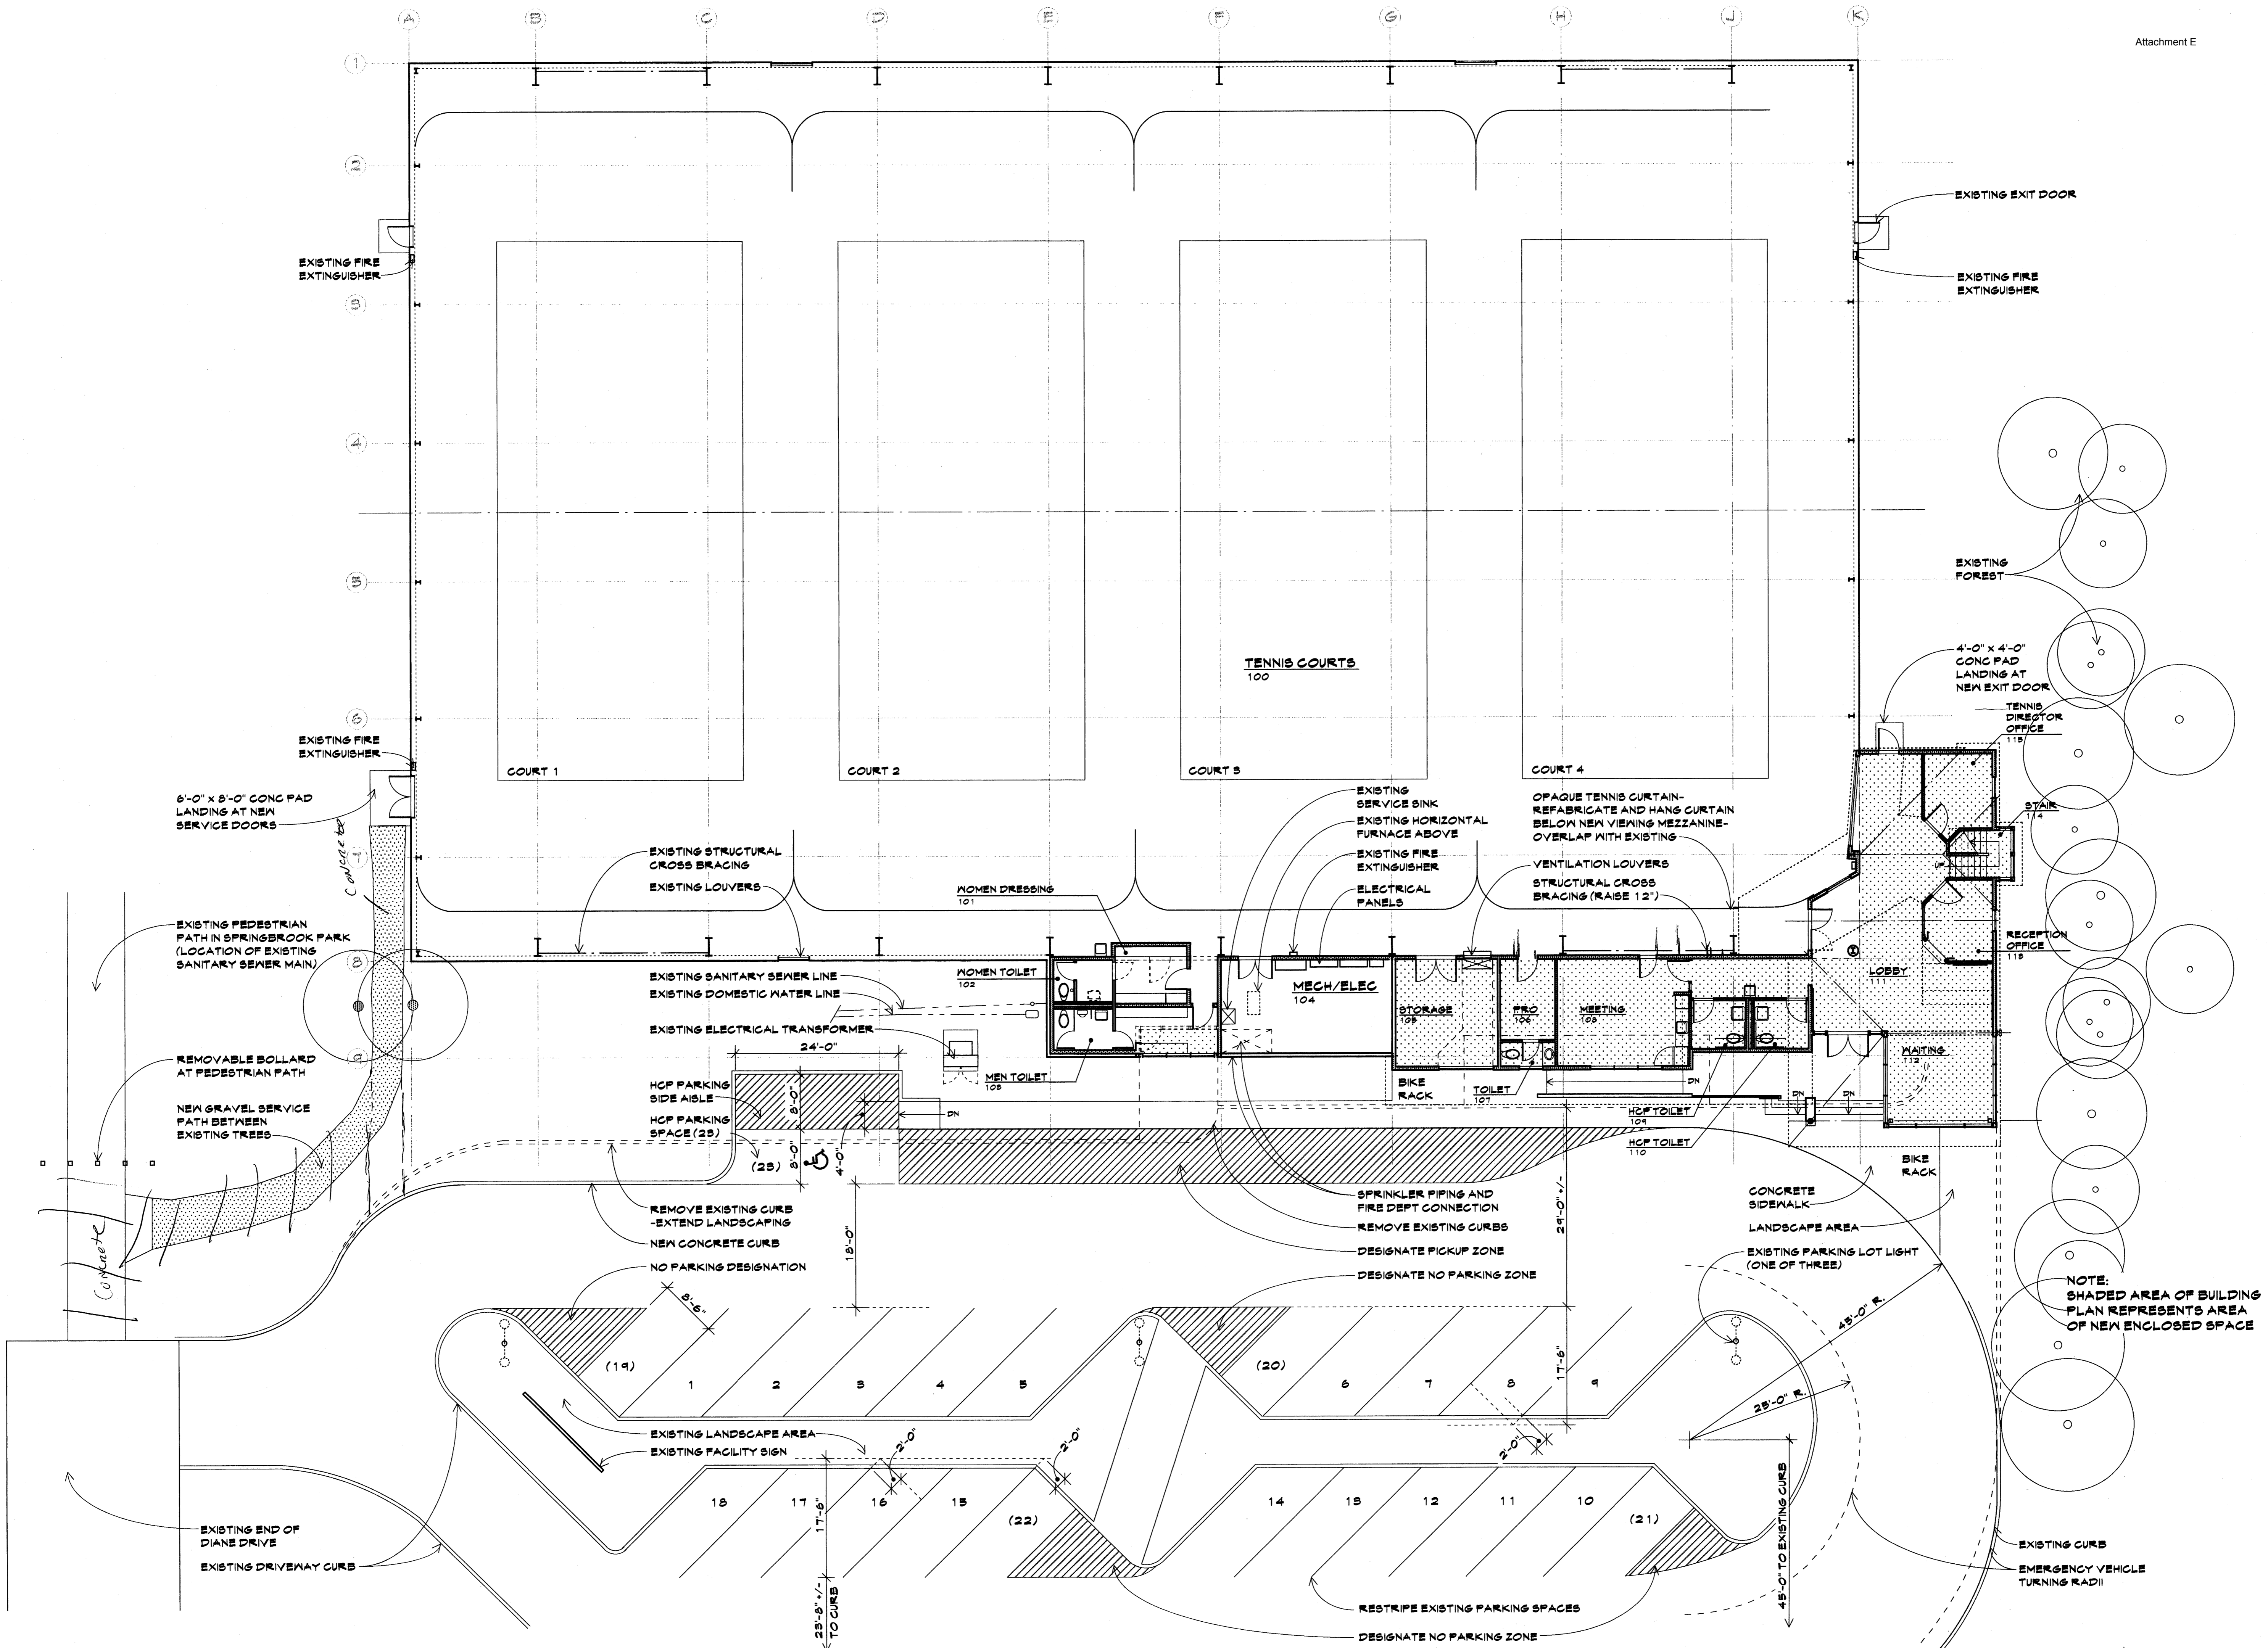 A
B
C
D
E
F
G
H
J
K
Attachment E
1
2
3
4
5
6
7
8
9
EXISTING EXIT DOOR
EXISTING FIRE
EXTINGUISHER
EXISTING FIRE
EXTINGUISHER
EXISTING
FOREST
4'-0" x 4'-0"
CONC PAD
LANDING AT
NEW EXIT DOOR
TENNIS
DIRECTOR
OFFICE
115
STAIR
114
UP
TENNIS COURTS
100
COURT 1
COURT 2
COURT 3
COURT 4
EXISTING FIRE
EXTINGUISHER
6'-0" x 8'-0" CONC PAD
LANDING AT NEW
SERVICE DOORS
Concrete
EXISTING PEDESTRIAN
PATH IN SPRINGBROOK PARK
(LOCATION OF EXISTING
SANITARY SEWER MAIN)
REMOVABLE BOLLARD
AT PEDESTRIAN PATH
NEW GRAVEL SERVICE
PATH BETWEEN
EXISTING TREES
Concrete
EXISTING STRUCTURAL
CROSS BRACING
EXISTING LOUVERS
WOMEN DRESSING
101
EXISTING
SERVICE SINK
EXISTING HORIZONTAL
FURNACE ABOVE
EXISTING FIRE
EXTINGUISHER
ELECTRICAL
PANELS
OPAQUE TENNIS CURTAIN-
REFABRICATE AND HANG CURTAIN
BELOW NEW VIEWING MEZZANINE-
OVERLAP WITH EXISTING
VENTILATION LOUVERS
STRUCTURAL CROSS
BRACING (RAISE 12")
EXISTING SANITARY SEWER LINE
EXISTING DOMESTIC WATER LINE
EXISTING ELECTRICAL TRANSFORMER
WOMEN TOILET
102
MEN TOILET
103
MECH/ELEC
104
STORAGE
105
PRO
106
MEETING
108
LOBBY
111
RECEPTION
OFFICE
113
WAITING
112
TOILET
107
HCP TOILET
109
HCP TOILET
110
BIKE
RACK
DN
DN
DN
DN
BIKE
RACK
24'-0"
8'-0"
8'-0"
4'-0"
HCP PARKING
SIDE AISLE
HCP PARKING
SPACE (23)
(23)
REMOVE EXISTING CURB
-EXTEND LANDSCAPING
NEW CONCRETE CURB
NO PARKING DESIGNATION
18'-0"
8'-6"
SPRINKLER PIPING AND
FIRE DEPT CONNECTION
REMOVE EXISTING CURBS
DESIGNATE PICKUP ZONE
DESIGNATE NO PARKING ZONE
29'-0" +/-
17'-6"
CONCRETE
SIDEWALK
LANDSCAPE AREA
EXISTING PARKING LOT LIGHT
(ONE OF THREE)
45'-0" R.
25'-0" R.
NOTE:
SHADED AREA OF BUILDING
PLAN REPRESENTS AREA
OF NEW ENCLOSED SPACE
(19)
1
2
3
4
5
(20)
6
7
8
9
EXISTING LANDSCAPE AREA
EXISTING FACILITY SIGN
2'-0"
2'-0"
2'-0"
18
17
16
15
(22)
14
13
12
11
10
(21)
17'-6"
23'-8" +/-
TO CURB
45'-0" TO EXISTING CURB
EXISTING END OF
DIANE DRIVE
EXISTING DRIVEWAY CURB
RESTRIPE EXISTING PARKING SPACES
DESIGNATE NO PARKING ZONE
EXISTING CURB
EMERGENCY VEHICLE
TURNING RADII